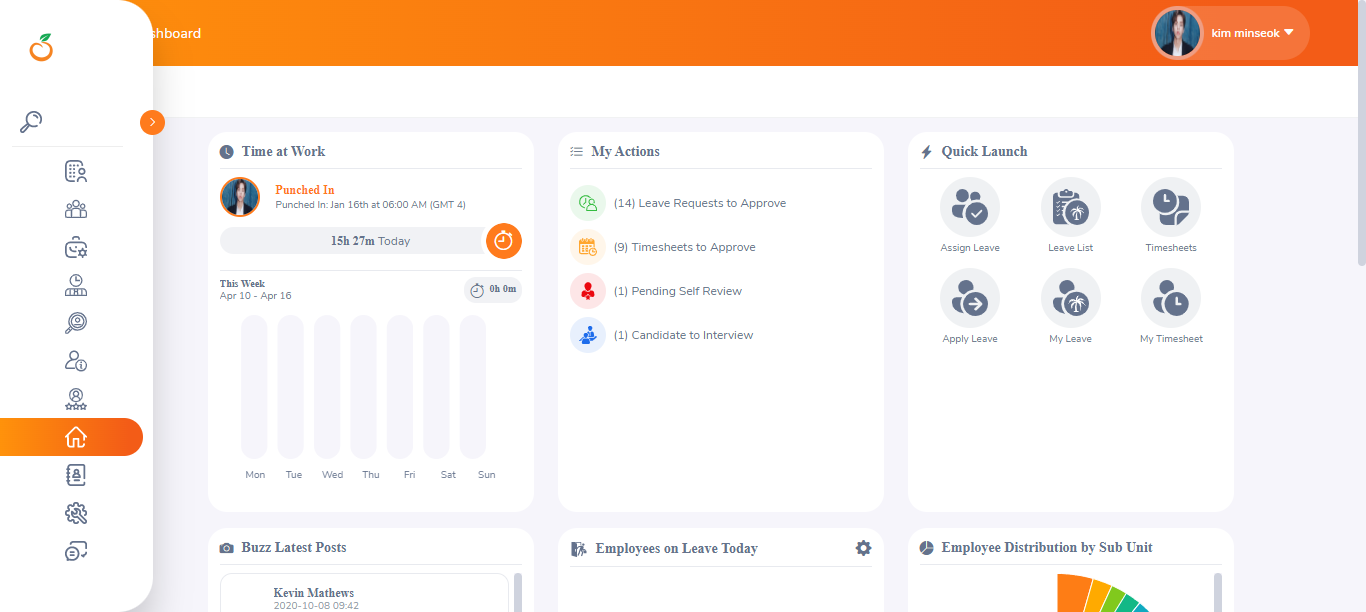 shboard
kim minseok
Time at Work
Punched In
Punched In: Jan 16th at 06:00 AM (GMT 4)
15h 27m Today
This Week
Apr 10 - Apr 16
0h 0m
Mon Tue Wed Thu Fri Sat Sun
My Actions
(14) Leave Requests to Approve
(9) Timesheets to Approve
(1) Pending Self Review
(1) Candidate to Interview
Quick Launch
Assign Leave Leave List Timesheets
Apply Leave My Leave My Timesheet
Buzz Latest Posts
Kevin Mathews
2020-10-08 09:42
Employees on Leave Today
Employee Distribution by Sub Unit